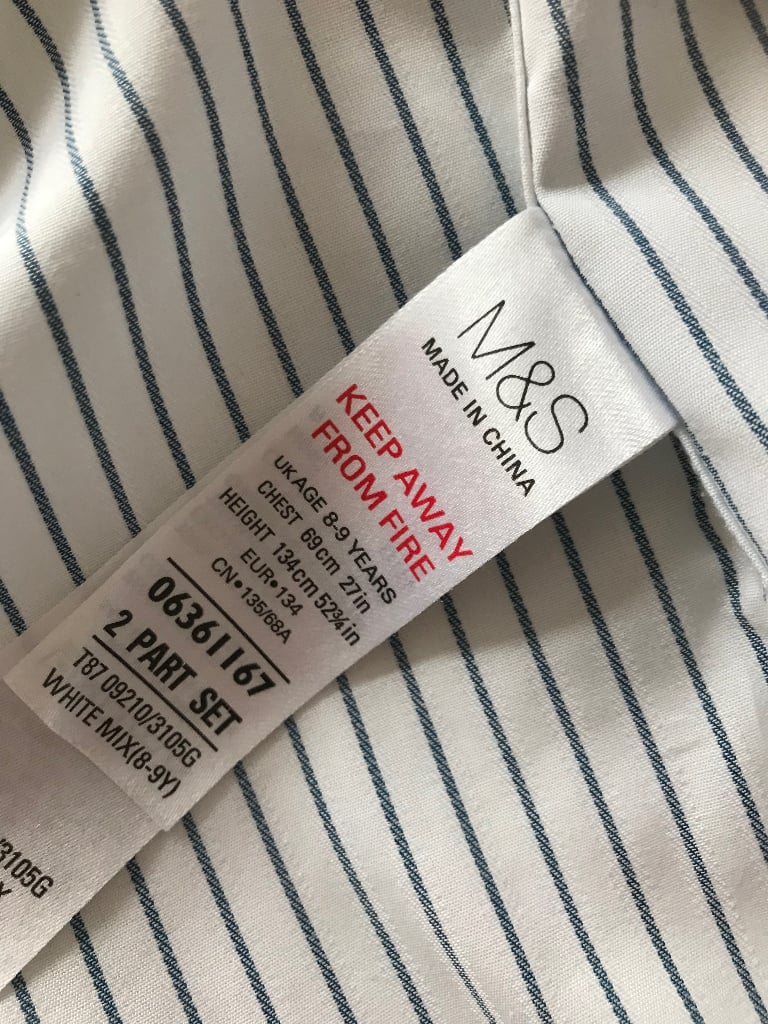 M&S
MADE IN CHINA
KEEP AWAY
FROM FIRE
UK AGE 8-9 YEARS
CHEST 69cm 27in
HEIGHT 134cm 52¾in
EUR•134
CN•135/68A
06361167
2 PART SET
T87 09210/3105G
WHITE MIX(8-9Y)
/3105G